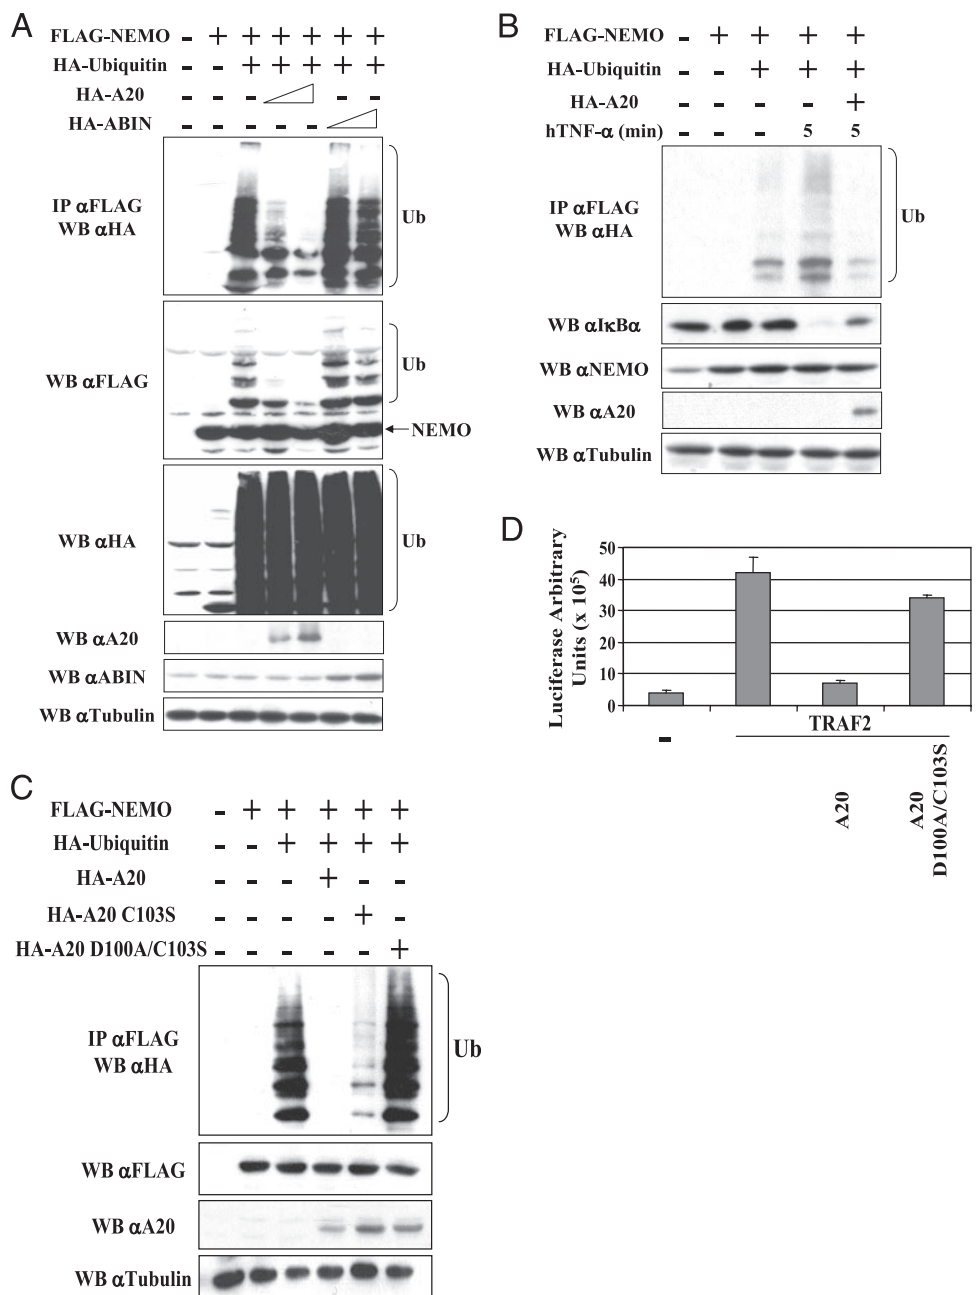 A
FLAG-NEMO - + + + + + +
HA-Ubiquitin - - + + + + +
HA-A20 - - - - -
HA-ABIN - - - - -
IP αFLAG
WB αHA
Ub
WB αFLAG
Ub
NEMO
WB αHA
Ub
WB αA20
WB αABIN
WB αTubulin
B
FLAG-NEMO - + + + +
HA-Ubiquitin - - + + +
HA-A20 - - - - +
hTNF-α (min) - - - 5 5
IP αFLAG
WB αHA
Ub
WB αIκBα
WB αNEMO
WB αA20
WB αTubulin
C
FLAG-NEMO - + + + + +
HA-Ubiquitin - - + + + +
HA-A20 - - - + - -
HA-A20 C103S - - - - + -
HA-A20 D100A/C103S - - - - - +
IP αFLAG
WB αHA
Ub
WB αFLAG
WB αA20
WB αTubulin
D
Luciferase Arbitrary
Units (x 10⁵)
50
40
30
20
10
0
-
TRAF2
A20
A20
D100A/C103S